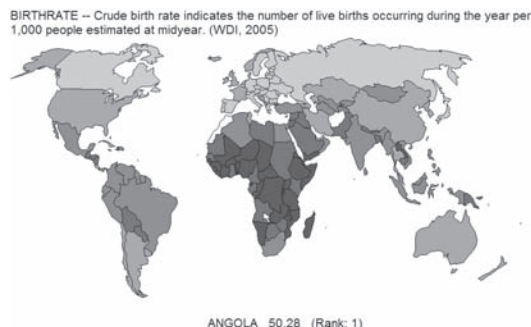 BIRTHRATE -- Crude birth rate indicates the number of live births occurring during the year per
1,000 people estimated at midyear. (WDI, 2005)
ANGOLA 50.28 (Rank: 1)